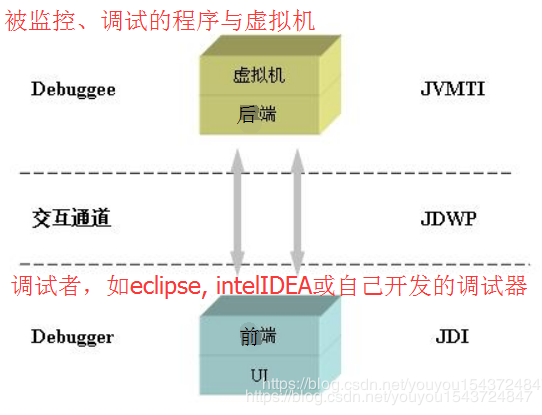 被监控、调试的程序与虚拟机
虚拟机
Debuggee
后端
JVMTI
交互通道
JDWP
调试者，如eclipse, intelIDEA或自己开发的调试器
Debugger
前端
JDI
UI
https://blog.csdn.net/youyou154372484
https://blog.csdn.net/youyou1543724847